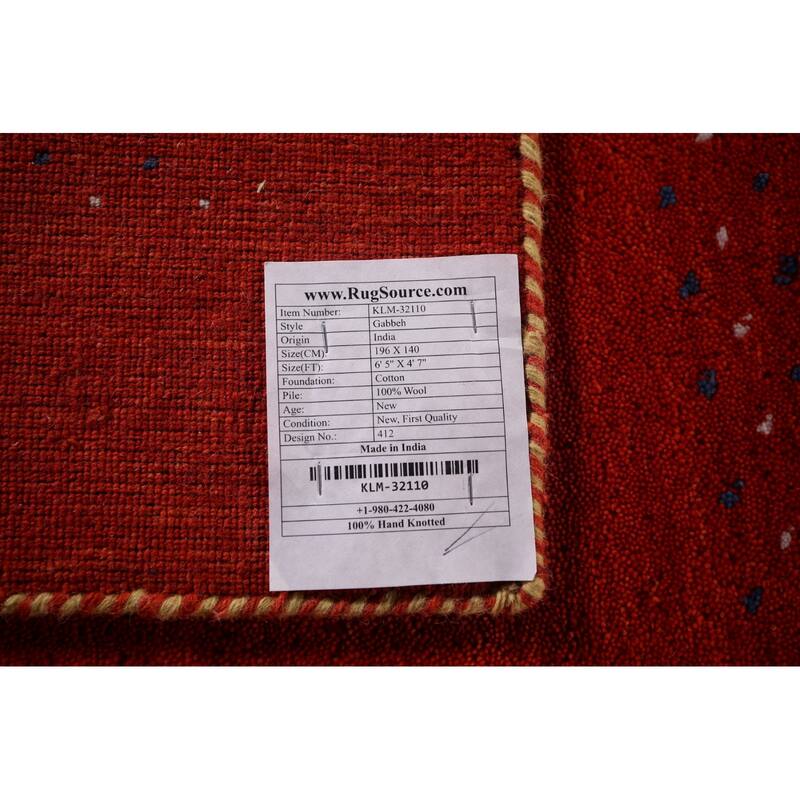 www.RugSource.com
Item Number: KLM-32110
Style Gabbeh
Origin India
Size(CM): 196 X 140
Size(FT): 6' 5" X 4' 7"
Foundation: Cotton
Pile: 100% Wool
Age: New
Condition: New, First Quality
Design No.: 412
Made in India
KLM-32110
+1-980-422-4080
100% Hand Knotted